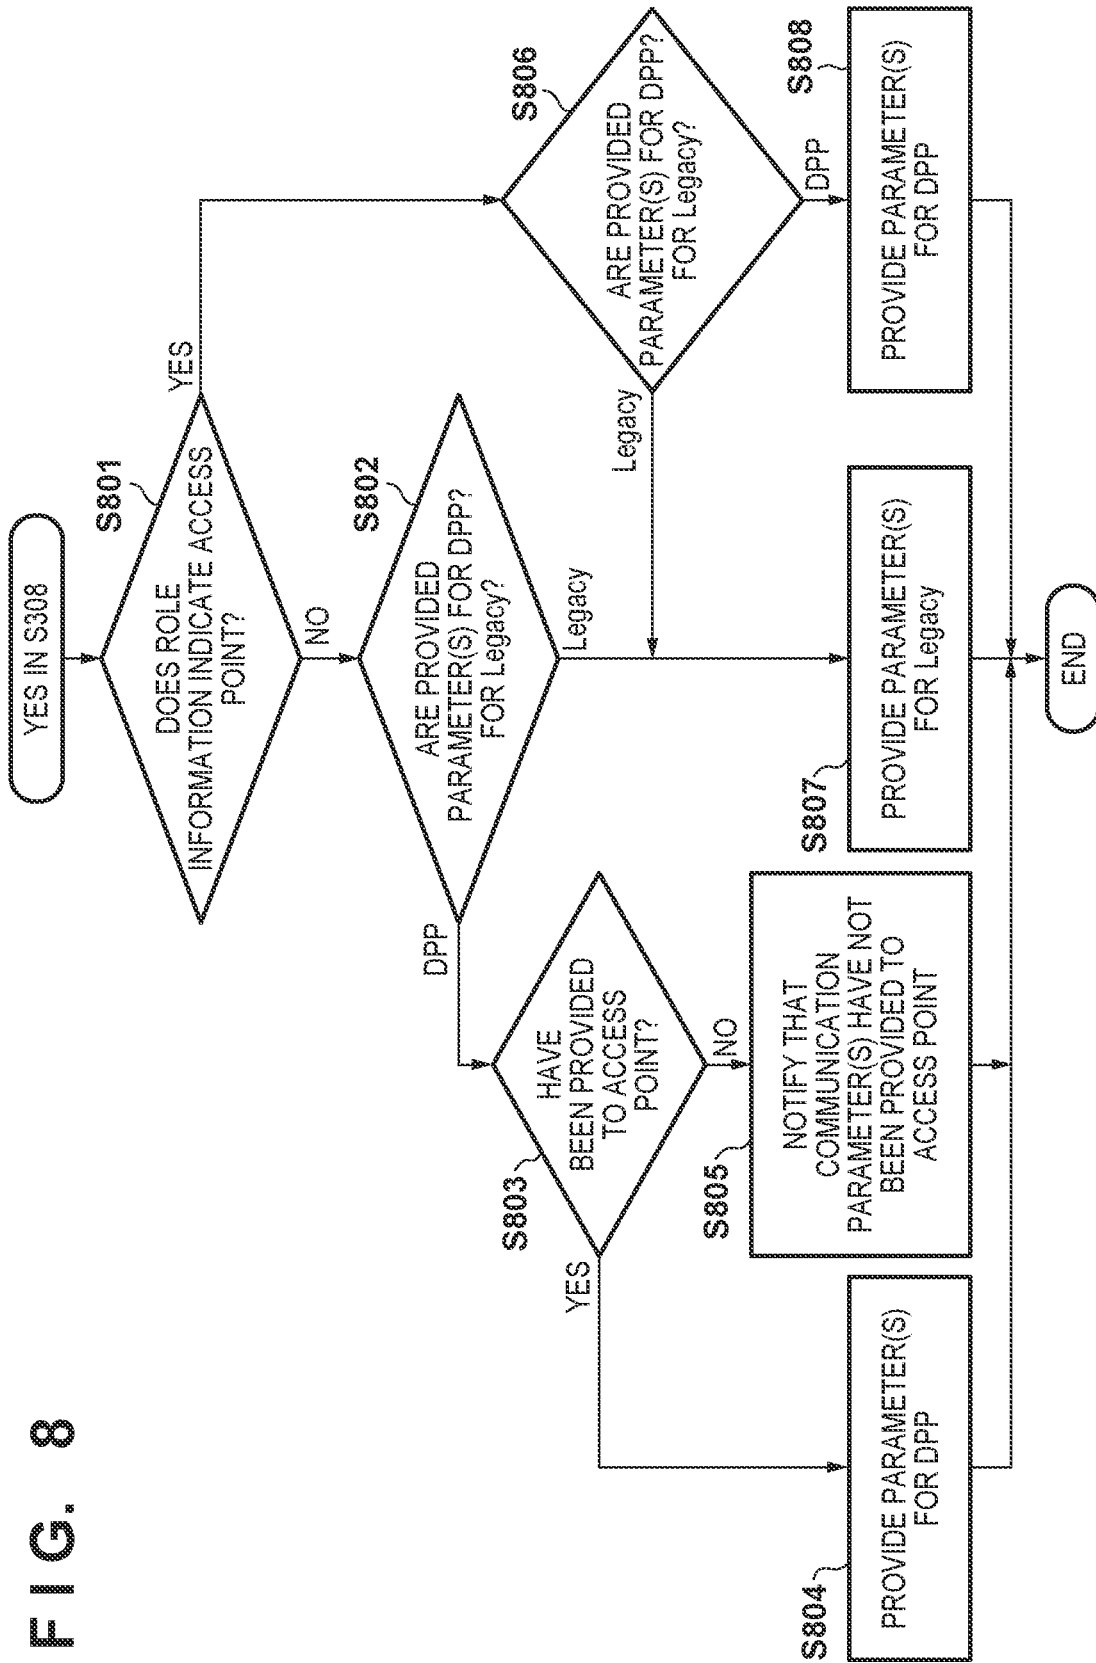 FIG. 8
YES IN S308
S801
DOES ROLE
INFORMATION INDICATE ACCESS
POINT?
YES
NO
S802
ARE PROVIDED
PARAMETER(S) FOR DPP?
FOR Legacy?
DPP
Legacy
S803
HAVE
BEEN PROVIDED
TO ACCESS
POINT?
YES
NO
S806
ARE PROVIDED
PARAMETER(S) FOR DPP?
FOR Legacy?
Legacy
DPP
S804
PROVIDE PARAMETER(S)
FOR DPP
S805
NOTIFY THAT
COMMUNICATION
PARAMETER(S) HAVE NOT
BEEN PROVIDED TO
ACCESS POINT
S807
PROVIDE PARAMETER(S)
FOR Legacy
S808
PROVIDE PARAMETER(S)
FOR DPP
END